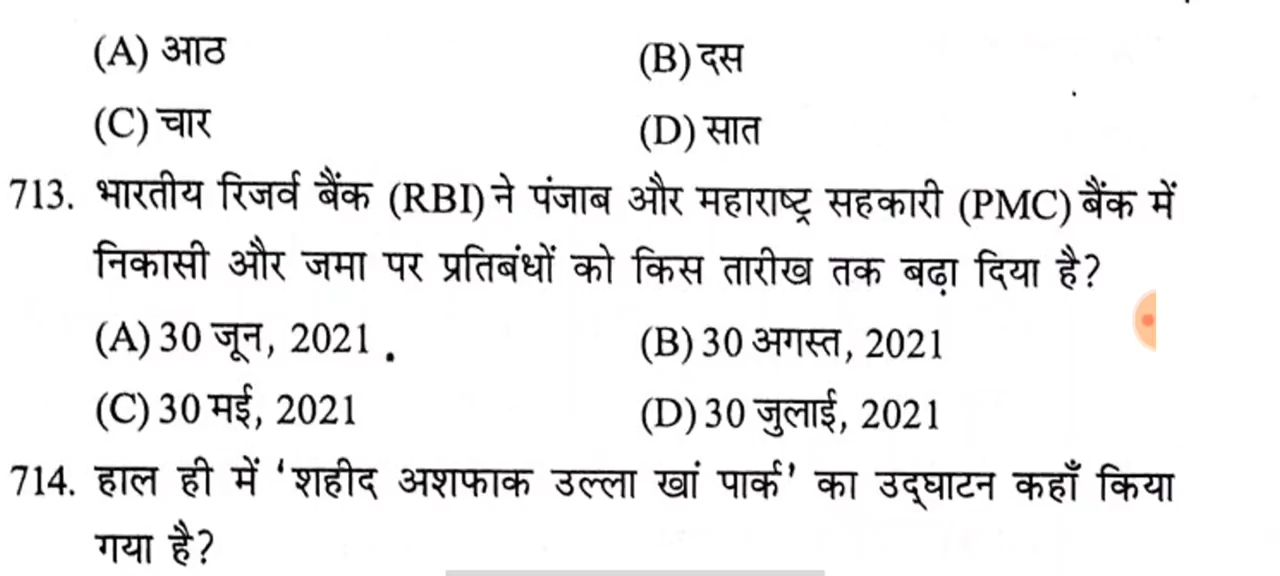 (A) आठ (B) दस
(C) चार (D) सात
713. भारतीय रिजर्व बैंक (RBI) ने पंजाब और महाराष्ट्र सहकारी (PMC) बैंक में
निकासी और जमा पर प्रतिबंधों को किस तारीख तक बढ़ा दिया है?
(A) 30 जून, 2021 (B) 30 अगस्त, 2021
(C) 30 मई, 2021 (D) 30 जुलाई, 2021
714. हाल ही में ‘शहीद अशफाक उल्ला खां पार्क’ का उद्घाटन कहाँ किया
गया है?